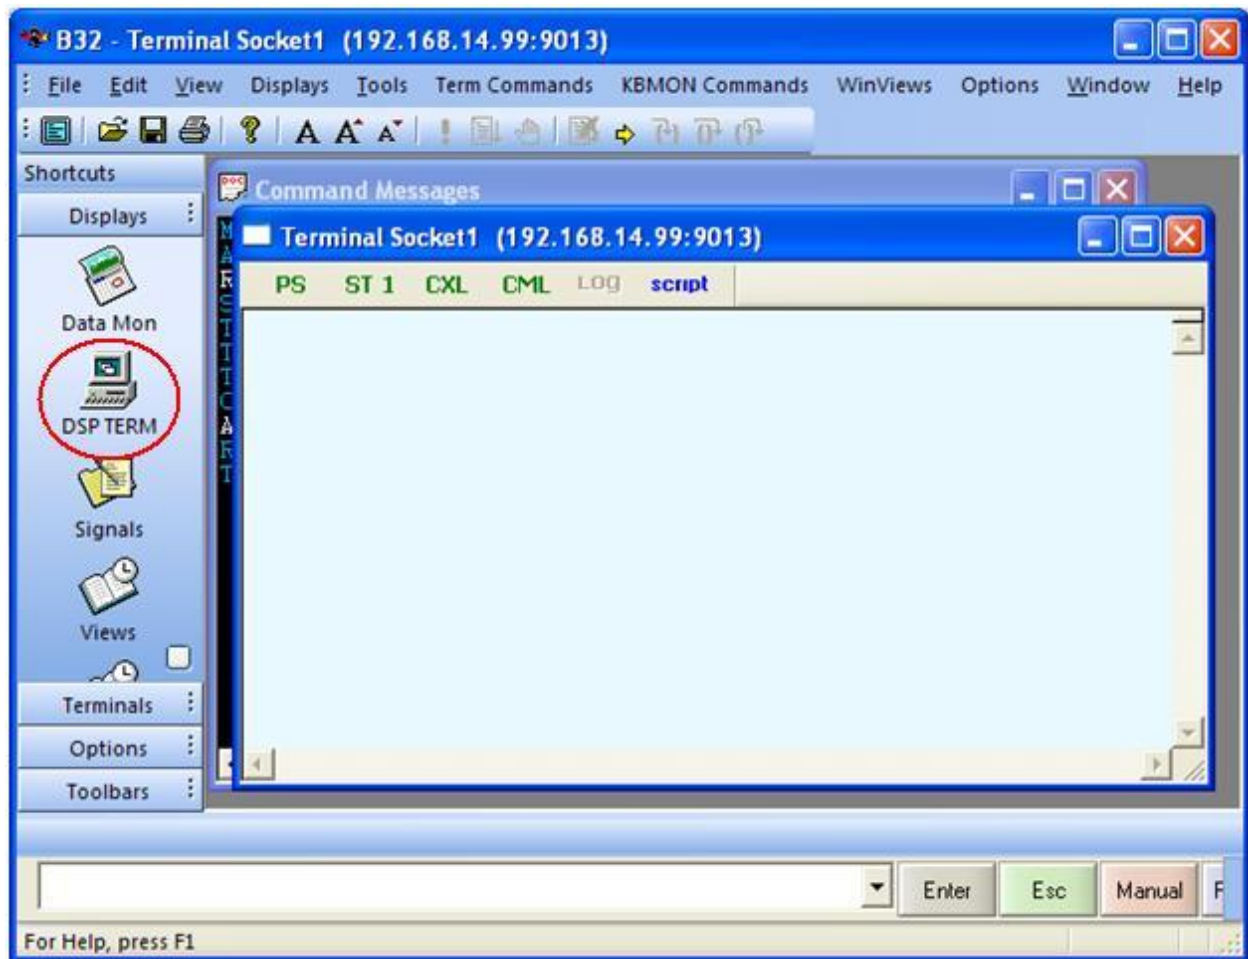 B32 - Terminal Socket1 (192.168.14.99:9013)
File Edit View Displays Tools Term Commands KBMON Commands WinViews Options Window Help
A A A
Shortcuts
Displays
Data Mon
DSP TERM
Signals
Views
Terminals
Options
Toolbars
Command Messages
M
A
R
S
T
I
T
C
A
R
T
Terminal Socket1 (192.168.14.99:9013)
PS ST 1 CXL CML LOG script
Enter Esc Manual F
For Help, press F1